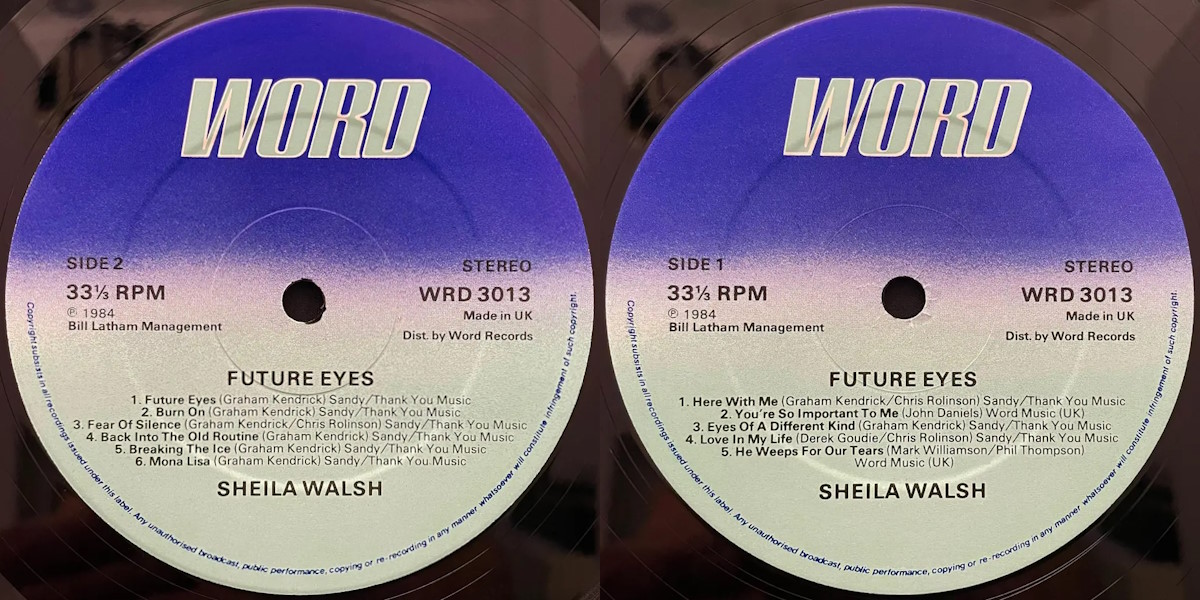 WORD
SIDE 2
STEREO
33⅓ RPM
WRD 3013
℗ 1984
Made in UK
Bill Latham Management
Dist. by Word Records
FUTURE EYES
1. Future Eyes (Graham Kendrick) Sandy/Thank You Music
2. Burn On (Graham Kendrick) Sandy/Thank You Music
3. Fear Of Silence (Graham Kendrick/Chris Rolinson) Sandy/Thank You Music
4. Back Into The Old Routine (Graham Kendrick) Sandy/Thank You Music
5. Breaking The Ice (Graham Kendrick) Sandy/Thank You Music
6. Mona Lisa (Graham Kendrick) Sandy/Thank You Music
SHEILA WALSH
Copyright subsists in all recordings issued under this label. Any unauthorised broadcast, public performance, copying or re-recording in any manner whatsoever will constitute infringement of such copyright.
WORD
SIDE 1
STEREO
33⅓ RPM
WRD 3013
℗ 1984
Made in UK
Bill Latham Management
Dist. by Word Records
FUTURE EYES
1. Here With Me (Graham Kendrick/Chris Rolinson) Sandy/Thank You Music
2. You're So Important To Me (John Daniels) Word Music (UK)
3. Eyes Of A Different Kind (Graham Kendrick) Sandy/Thank You Music
4. Love In My Life (Derek Goudie/Chris Rolinson) Sandy/Thank You Music
5. He Weeps For Our Tears (Mark Williamson/Phil Thompson)
Word Music (UK)
SHEILA WALSH
Copyright subsists in all recordings issued under this label. Any unauthorised broadcast, public performance, copying or re-recording in any manner whatsoever will constitute infringement of such copyright.